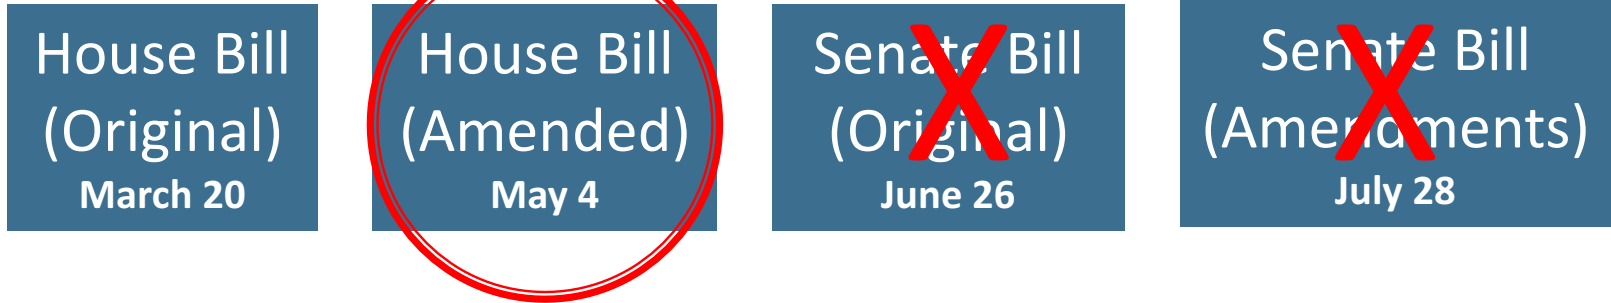 House Bill
(Original)
March 20
House Bill
(Amended)
May 4
Senate Bill
(Original)
June 26
Senate Bill
(Amendments)
July 28